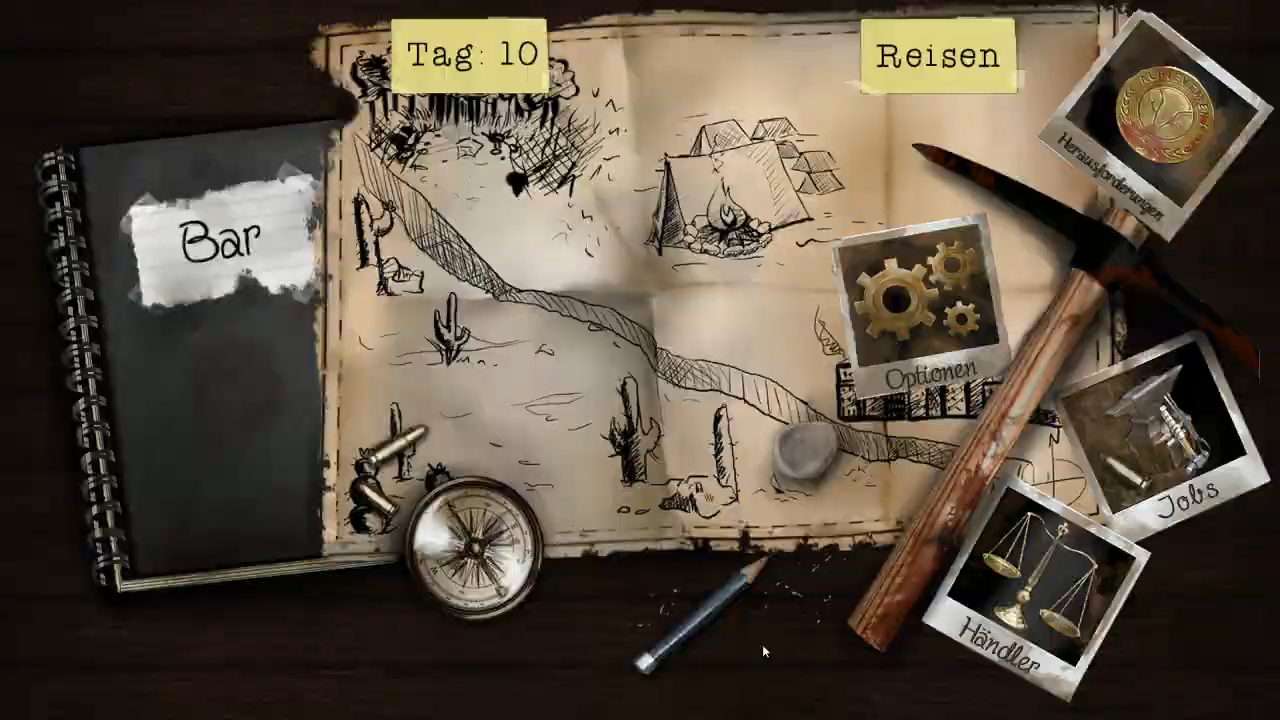 Tag: 10
Reisen
Herausforderungen
Bar
Optionen
Jobs
Händler